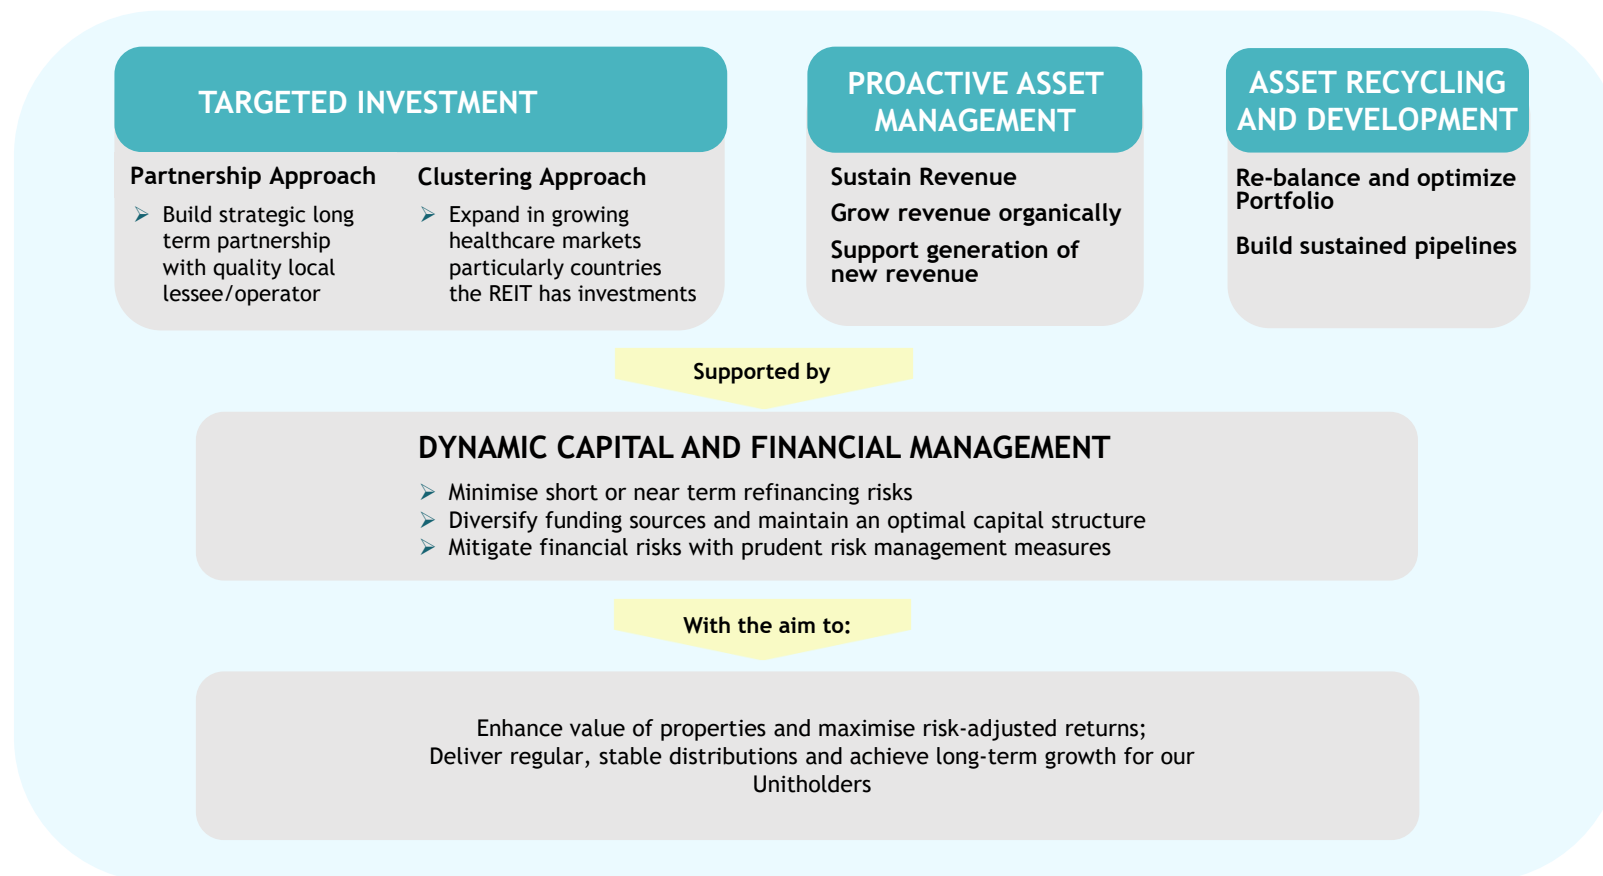 TARGETED INVESTMENT
Partnership Approach
➢ Build strategic long
term partnership
with quality local
lessee/operator
Clustering Approach
➢ Expand in growing
healthcare markets
particularly countries
the REIT has investments
PROACTIVE ASSET
MANAGEMENT
Sustain Revenue
Grow revenue organically
Support generation of
new revenue
ASSET RECYCLING
AND DEVELOPMENT
Re-balance and optimize
Portfolio
Build sustained pipelines
Supported by
DYNAMIC CAPITAL AND FINANCIAL MANAGEMENT
➢ Minimise short or near term refinancing risks
➢ Diversify funding sources and maintain an optimal capital structure
➢ Mitigate financial risks with prudent risk management measures
With the aim to:
Enhance value of properties and maximise risk-adjusted returns;
Deliver regular, stable distributions and achieve long-term growth for our
Unitholders